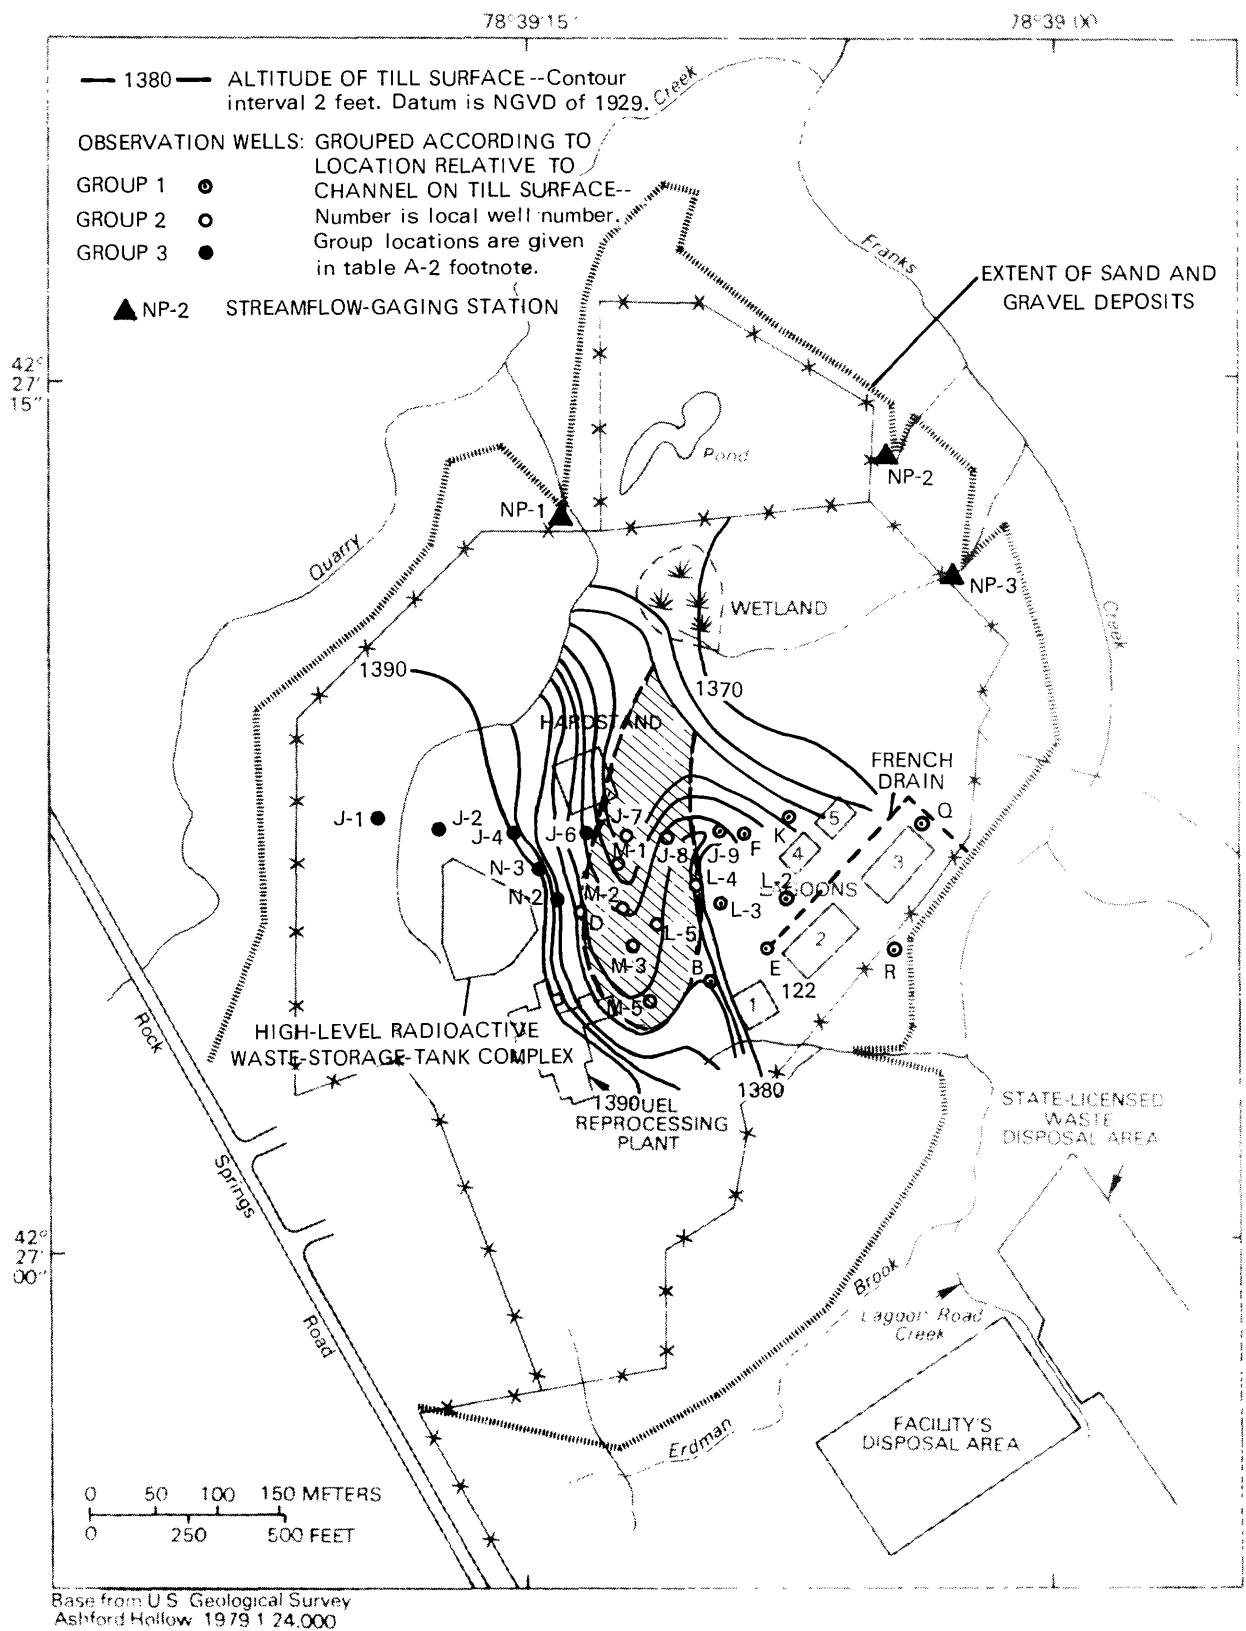 78°39'15"
78°39'00"
1380 ALTITUDE OF TILL SURFACE--Contour
interval 2 feet. Datum is NGVD of 1929.
OBSERVATION WELLS: GROUPED ACCORDING TO
LOCATION RELATIVE TO
CHANNEL ON TILL SURFACE--
Number is local well number.
Group locations are given
in table A-2 footnote.
GROUP 1
GROUP 2
GROUP 3
NP-2 STREAMFLOW-GAGING STATION
Creek
Franks
EXTENT OF SAND AND
GRAVEL DEPOSITS
42°
27'
15"
Pond
NP-2
NP-1
NP-3
Quarry
WETLAND
Creek
1390
1370
HARDSTAND
FRENCH
DRAIN
J-1
J-2
J-4
J-6
J-7
M-1
J-8
J-9
F
K
5
Q
4
3
N-3
L-4
L-2
LAGOONS
N-2
M-2
D
L-3
L-5
2
M-3
B
E
R
122
M-5
1
HIGH-LEVEL RADIOACTIVE
WASTE-STORAGE-TANK COMPLEX
Rock
1380
1390
FUEL
REPROCESSING
PLANT
STATE-LICENSED
WASTE
DISPOSAL AREA
Springs
42°
27'
00"
Road
Brook
Lagoon Road
Creek
Erdman
FACILITY'S
DISPOSAL AREA
0 50 100 150 METERS
0 250 500 FEET
Base from U.S. Geological Survey
Ashford Hollow 1979 1:24,000